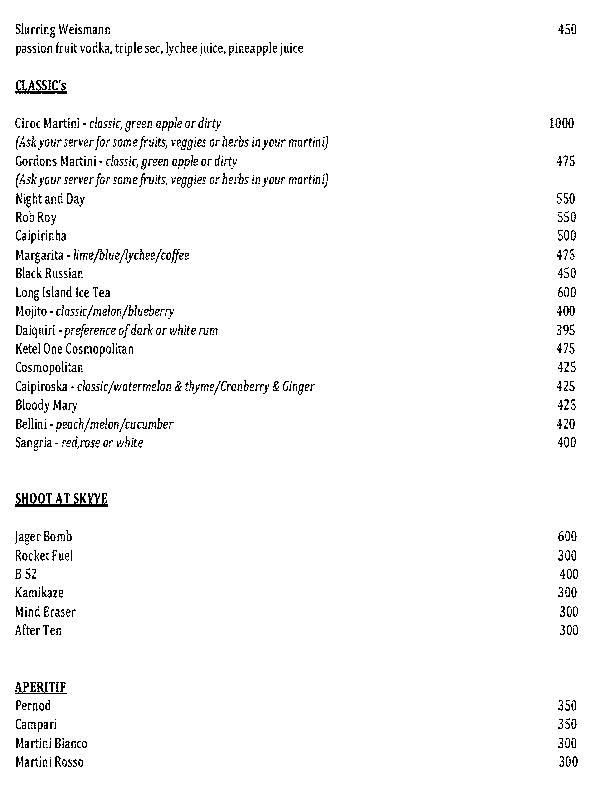 Slurring Weismann 450
passion fruit vodka, triple sec, lychee juice, pineapple juice
CLASSIC's
Ciroc Martini - classic, green apple or dirty 1000
(Ask your server for some fruits, veggies or herbs in your martini)
Gordons Martini - classic, green apple or dirty 475
(Ask your server for some fruits, veggies or herbs in your martini)
Night and Day 550
Rob Roy 550
Caipirinha 500
Margarita - lime/blue/lychee/coffee 475
Black Russian 450
Long Island Ice Tea 600
Mojito - classic/melon/blueberry 400
Daiquiri - preference of dark or white rum 395
Ketel One Cosmopolitan 475
Cosmopolitan 425
Caipiroska - classic/watermelon & thyme/Cranberry & Ginger 425
Bloody Mary 425
Bellini - peach/melon/cucumber 420
Sangria - red,rose or white 400
SHOOT AT SKYYE
Jager Bomb 600
Rocket Fuel 300
B 52 400
Kamikaze 300
Mind Eraser 300
After Ten 300
APERITIF
Pernod 350
Campari 350
Martini Bianco 300
Martini Rosso 300